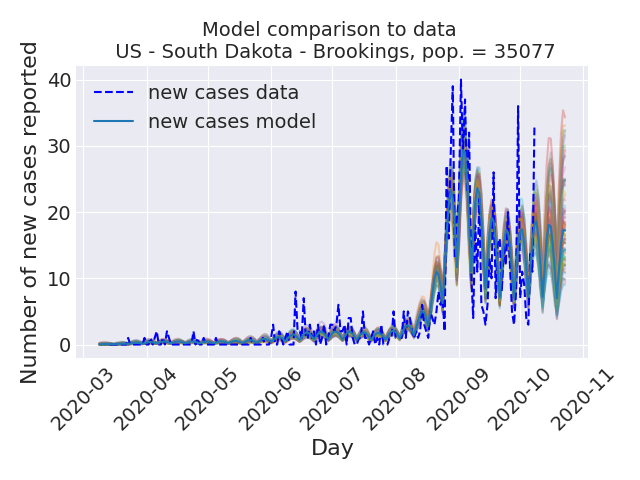 Model comparison to data
US - South Dakota - Brookings, pop. = 35077
Number of new cases reported
40
30
20
10
0
new cases data
new cases model
2020-03
2020-04
2020-05
2020-06
2020-07
2020-08
2020-09
2020-10
2020-11
Day